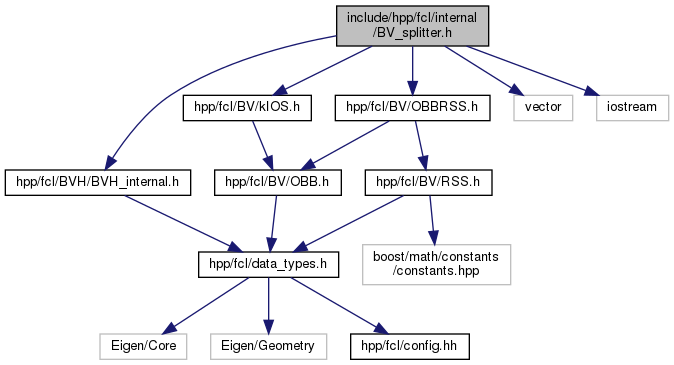 include/hpp/fcl/internal
/BV_splitter.h
hpp/fcl/BV/kIOS.h
hpp/fcl/BV/OBBRSS.h
vector
iostream
hpp/fcl/BVH/BVH_internal.h
hpp/fcl/BV/OBB.h
hpp/fcl/BV/RSS.h
hpp/fcl/data_types.h
boost/math/constants
/constants.hpp
Eigen/Core
Eigen/Geometry
hpp/fcl/config.hh